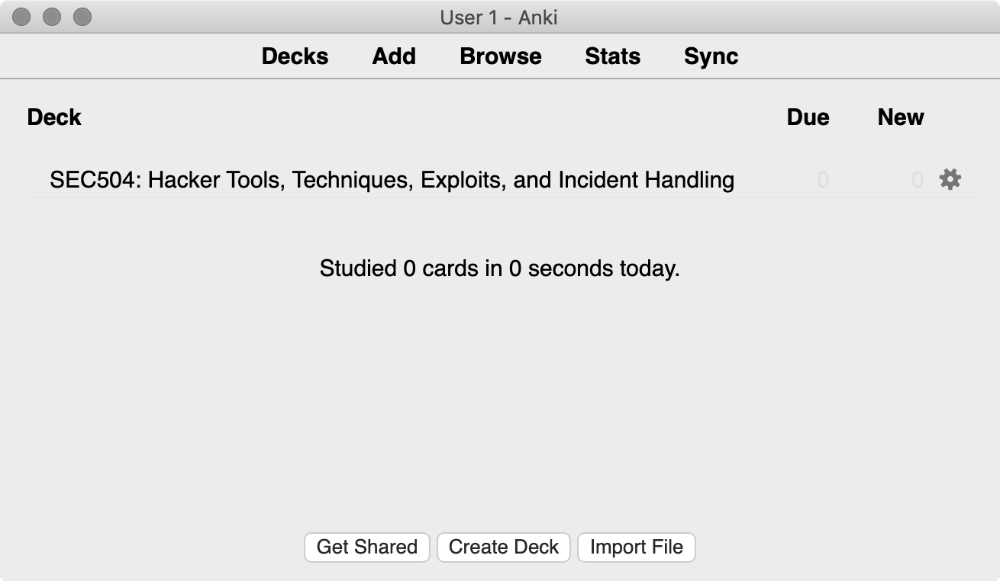 User 1 - Anki
Decks Add Browse Stats Sync
Deck Due New
SEC504: Hacker Tools, Techniques, Exploits, and Incident Handling 0 0
Studied 0 cards in 0 seconds today.
Get Shared Create Deck Import File